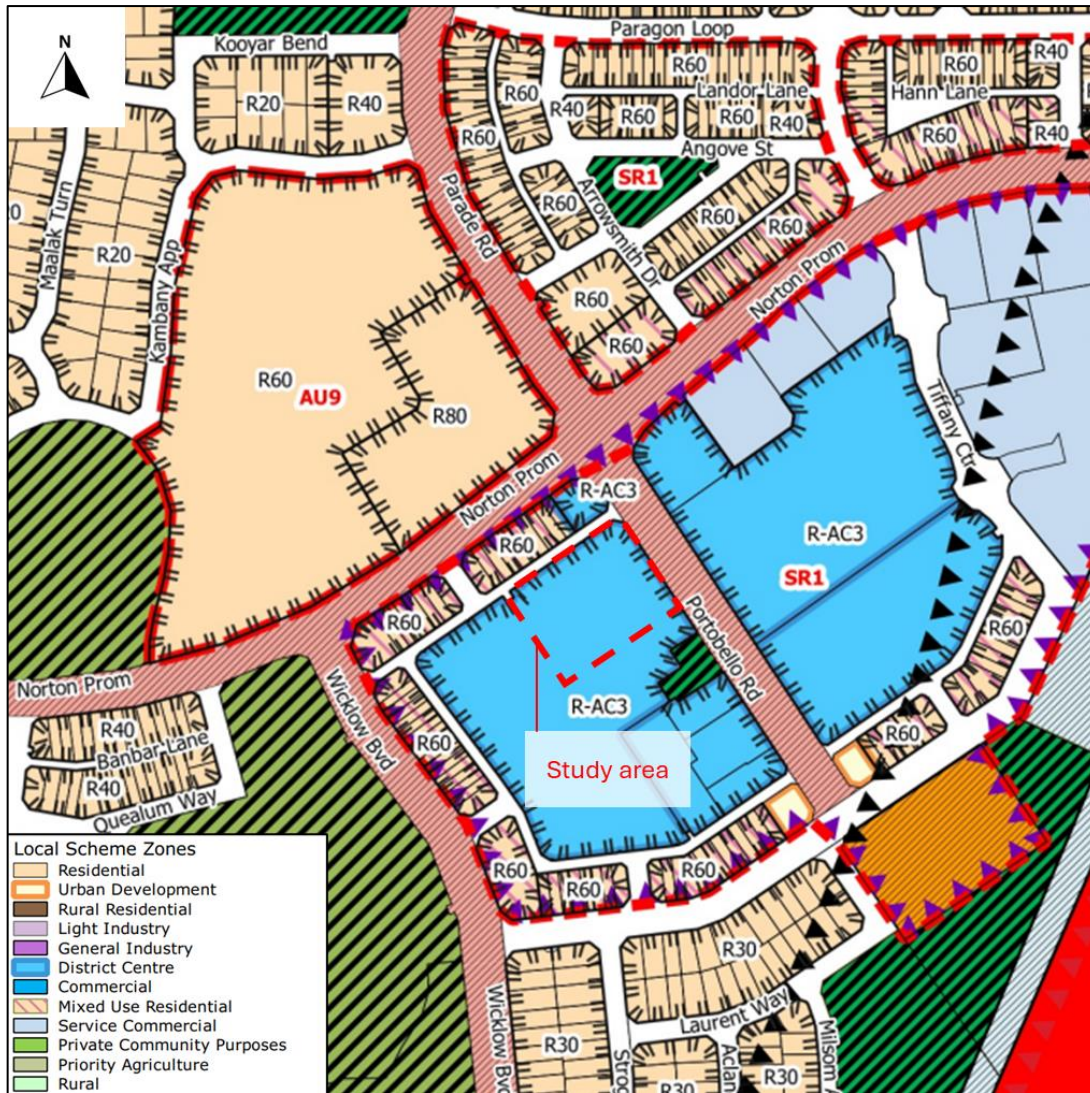 N
Kooyar Bend
Paragon Loop
R20
R40
R60
R60
R60
R40
Landor Lane
Hann Lane
R40
R60
R60
R40
R60
R40
R60
R40
Angove St
Maalak Turn
R20
Kambany App
Parade Rd
SR1
R60
R60
R60
Arrowsmith Dr
R60
R60
Norton Prom
R60
AU9
R80
Tiffany Ctr
Norton Prom
R-AC3
R60
R-AC3
SR1
R60
Portobello Rd
R60
Norton Prom
Wicklow Bvd
R-AC3
R40
Banbar Lane
R40
Quealum Way
R60
R60
Study area
R60
R60
R60
R30
Laurent Way
R30
Wicklow Bvd
R30
R30
Local Scheme Zones
Residential
Urban Development
Rural Residential
Light Industry
General Industry
District Centre
Commercial
Mixed Use Residential
Service Commercial
Private Community Purposes
Priority Agriculture
Rural